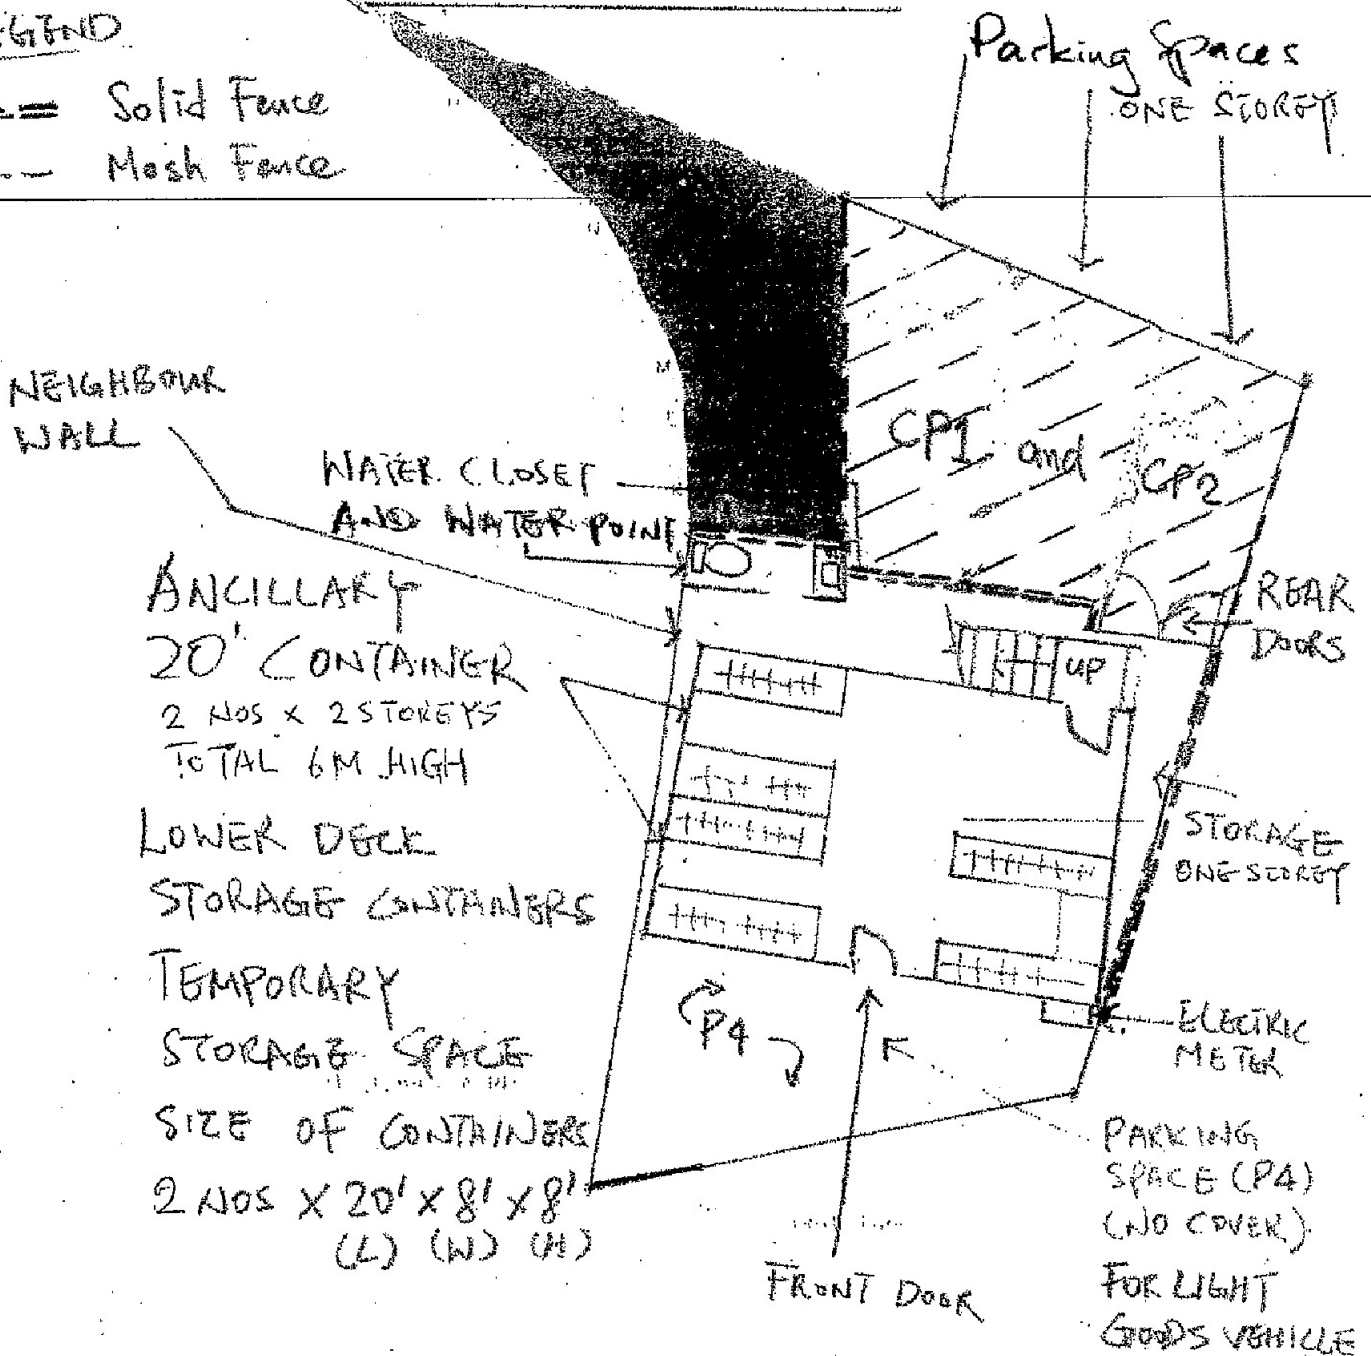 EGEND
Solid Fence
Mesh Fence
Parking Spaces
ONE STOREY
NEIGHBOUR
WALL
WATER CLOSET
AND WATER POINT
CP1 and CP2
ANCILLARY
20' CONTAINER
2 NOS X 2 STOREYS
TOTAL 6M HIGH
REAR
DOORS
UP
LOWER DECK
STORAGE CONTAINERS
STORAGE
ONE STOREY
TEMPORARY
STORAGE SPACE
P4
ELECTRIC
METER
SIZE OF CONTAINERS
2 NOS X 20' X 8' X 8'
(L) (W) (H)
PARKING
SPACE (P4)
(NO COVER)
FOR LIGHT
GOODS VEHICLE
FRONT DOOR